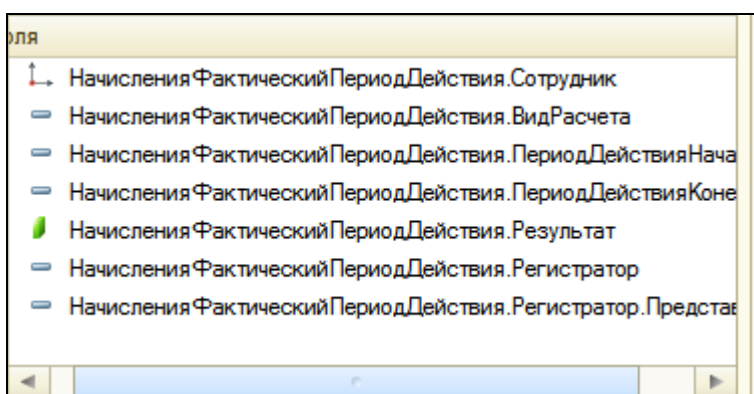 оля
НачисленияФактическийПериодДействия.Сотрудник
НачисленияФактическийПериодДействия.ВидРасчета
НачисленияФактическийПериодДействия.ПериодДействияНача
НачисленияФактическийПериодДействия.ПериодДействияКоне
НачисленияФактическийПериодДействия.Результат
НачисленияФактическийПериодДействия.Регистратор
НачисленияФактическийПериодДействия.Регистратор.Представ